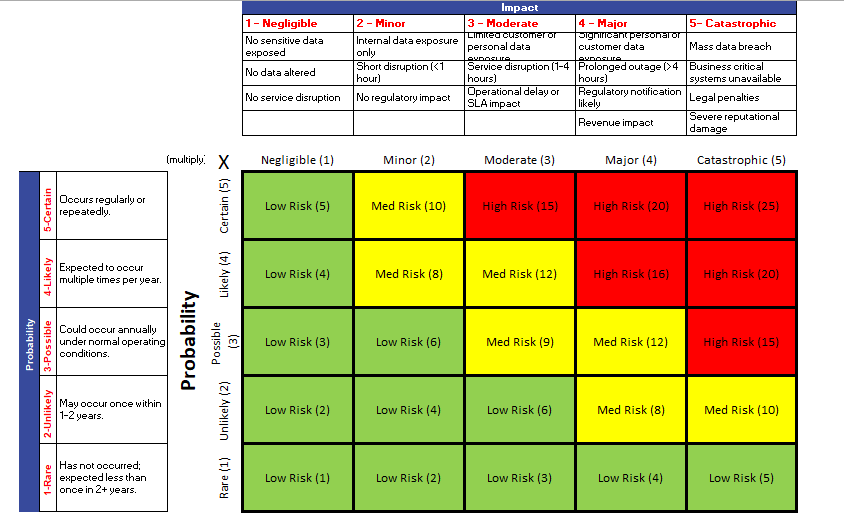 Impact
1 – Negligible
2 - Minor
3 - Moderate
4 - Major
5- Catastrophic
No sensitive data
exposed
Internal data exposure
only
Limited customer or
personal data
exposure
Significant personal or
customer data
exposure
Mass data breach
No data altered
Short disruption (<1
hour)
Service disruption (1-4
hours)
Prolonged outage (>4
hours)
Business critical
systems unavailable
No service disruption
No regulatory impact
Operational delay or
SLA impact
Regulatory notification
likely
Legal penalties
Revenue impact
Severe reputational
damage
(multiply)
X
Negligible (1)
Minor (2)
Moderate (3)
Major (4)
Catastrophic (5)
Probability
5-Certain
Occurs regularly or
repeatedly.
Probability
Certain (5)
Low Risk (5)
Med Risk (10)
High Risk (15)
High Risk (20)
High Risk (25)
4-Likely
Expected to occur
multiple times per year.
Likely (4)
Low Risk (4)
Med Risk (8)
Med Risk (12)
High Risk (16)
High Risk (20)
3-Possible
Could occur annually
under normal operating
conditions.
Possible
(3)
Low Risk (3)
Low Risk (6)
Med Risk (9)
Med Risk (12)
High Risk (15)
2-Unlikely
May occur once within
1-2 years.
Unlikely (2)
Low Risk (2)
Low Risk (4)
Low Risk (6)
Med Risk (8)
Med Risk (10)
1-Rare
Has not occurred;
expected less than
once in 2+ years.
Rare (1)
Low Risk (1)
Low Risk (2)
Low Risk (3)
Low Risk (4)
Low Risk (5)